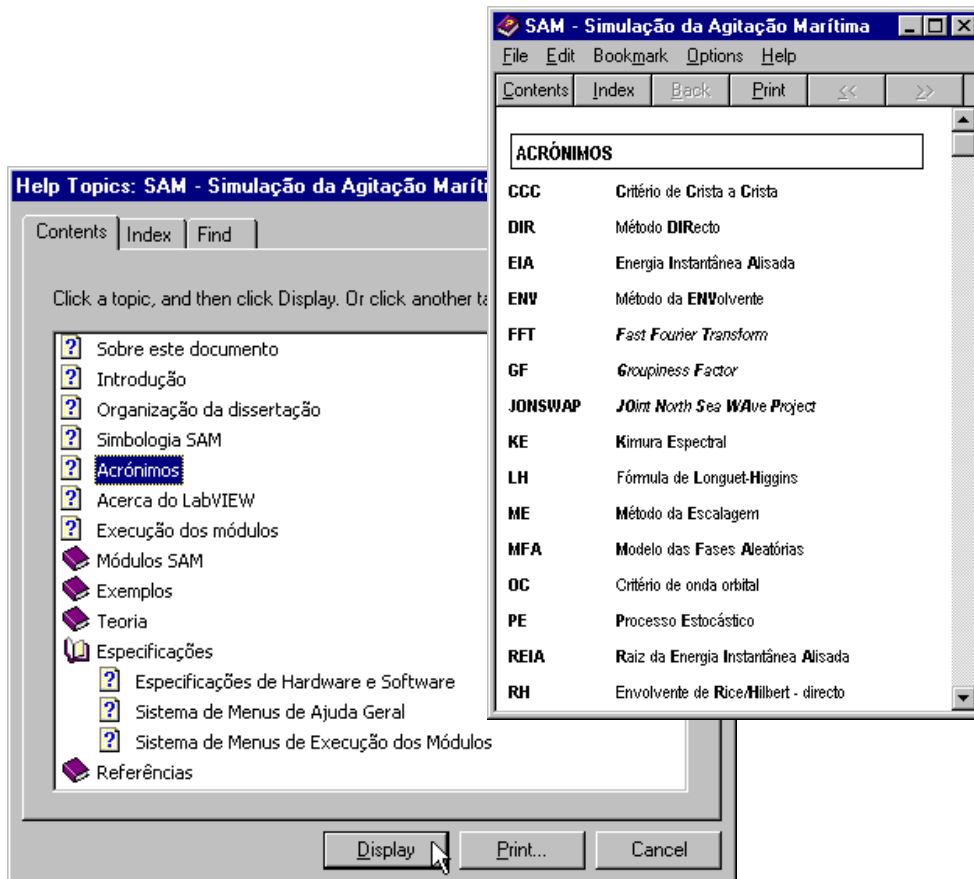 SAM - Simulação da Agitação Marítima
File Edit Bookmark Options Help
Contents Index Back Print << >>
ACRÓNIMOS
CCC Critério de Crista a Crista
DIR Método DIRecto
EIA Energia Instantânea Alisada
ENV Método da ENVolvente
FFT Fast Fourier Transform
GF Groupiness Factor
JONSWAP JOint North Sea WAve Project
KE Kimura Espectral
LH Fórmula de Longuet-Higgins
ME Método da Escalagem
MFA Modelo das Fases Aleatórias
OC Critério de onda orbital
PE Processo Estocástico
REIA Raiz da Energia Instantânea Alisada
RH Envolvente de Rice/Hilbert - directo
Help Topics: SAM - Simulação da Agitação Maríti
Contents Index Find
Click a topic, and then click Display. Or click another ta
Sobre este documento
Introdução
Organização da dissertação
Simbologia SAM
Acrónimos
Acerca do LabVIEW
Execução dos módulos
Módulos SAM
Exemplos
Teoria
Especificações
Especificações de Hardware e Software
Sistema de Menus de Ajuda Geral
Sistema de Menus de Execução dos Módulos
Referências
Display Print... Cancel